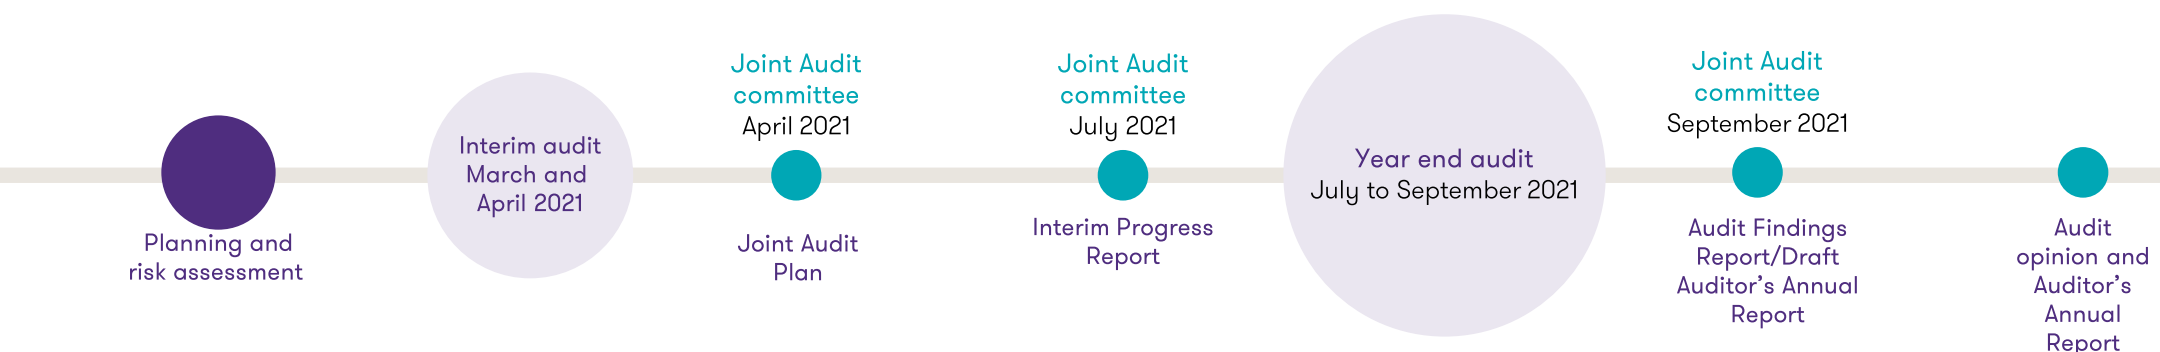 Planning and
risk assessment
Interim audit
March and
April 2021
Joint Audit
committee
April 2021
Joint Audit
Plan
Joint Audit
committee
July 2021
Interim Progress
Report
Year end audit
July to September 2021
Joint Audit
committee
September 2021
Audit Findings
Report/Draft
Auditor’s Annual
Report
Audit
opinion and
Auditor’s
Annual
Report